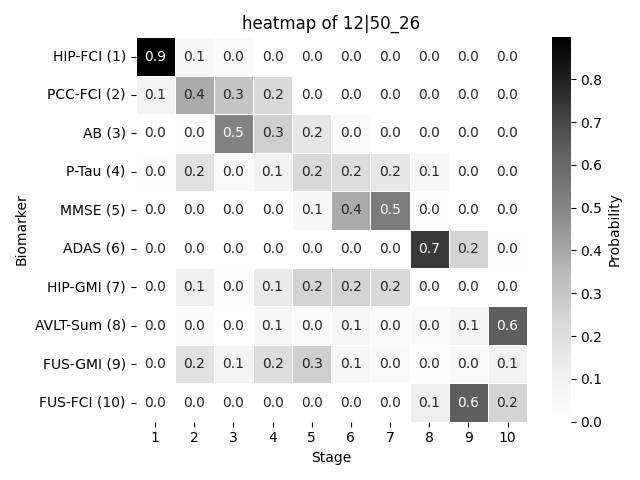 heatmap of 12|50_26
HIP-FCI (1) 0.9 0.1 0.0 0.0 0.0 0.0 0.0 0.0 0.0 0.0
PCC-FCI (2) 0.1 0.4 0.3 0.2 0.0 0.0 0.0 0.0 0.0 0.0
AB (3) 0.0 0.0 0.5 0.3 0.2 0.0 0.0 0.0 0.0 0.0
P-Tau (4) 0.0 0.2 0.0 0.1 0.2 0.2 0.2 0.1 0.0 0.0
MMSE (5) 0.0 0.0 0.0 0.0 0.1 0.4 0.5 0.0 0.0 0.0
ADAS (6) 0.0 0.0 0.0 0.0 0.0 0.0 0.0 0.7 0.2 0.0
HIP-GMI (7) 0.0 0.1 0.0 0.1 0.2 0.2 0.2 0.0 0.0 0.0
AVLT-Sum (8) 0.0 0.0 0.0 0.1 0.0 0.1 0.0 0.0 0.1 0.6
FUS-GMI (9) 0.0 0.2 0.1 0.2 0.3 0.1 0.0 0.0 0.0 0.1
FUS-FCI (10) 0.0 0.0 0.0 0.0 0.0 0.0 0.0 0.1 0.6 0.2
1 2 3 4 5 6 7 8 9 10
Stage
Biomarker
0.8
0.7
0.6
0.5
0.4
0.3
0.2
0.1
0.0
Probability